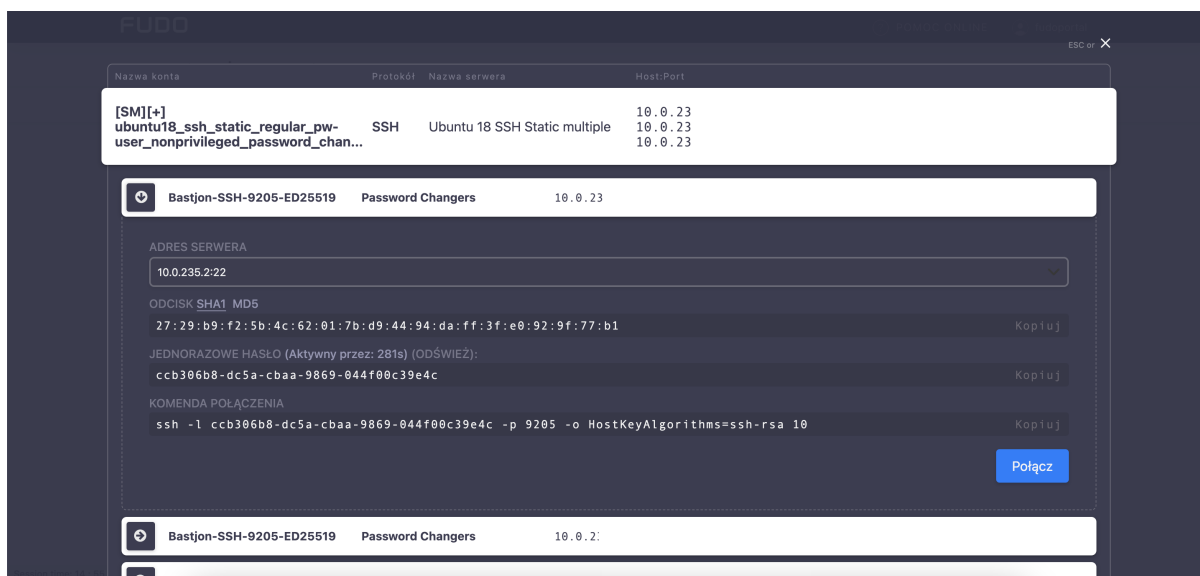 FUDO
ESC or X
Nazwa konta Protokół Nazwa serwera Host:Port
[SM][+]
ubuntu18_ssh_static_regular_pw-
user_nonprivileged_password_chan... SSH Ubuntu 18 SSH Static multiple 10.0.23
10.0.23
10.0.23
Bastjon-SSH-9205-ED25519 Password Changers 10.0.23
ADRES SERWERA
10.0.235.2:22
ODCISK SHA1 MD5
27:29:b9:f2:5b:4c:62:01:7b:d9:44:94:da:ff:3f:e0:92:9f:77:b1 Kopiuj
JEDNORAZOWE HASŁO (Aktywny przez: 281s) (ODŚWIEŻ):
ccb306b8-dc5a-cbaa-9869-044f00c39e4c Kopiuj
KOMENDA POŁĄCZENIA
ssh -l ccb306b8-dc5a-cbaa-9869-044f00c39e4c -p 9205 -o HostKeyAlgorithms=ssh-rsa 10 Kopiuj
Połącz
Bastjon-SSH-9205-ED25519 Password Changers 10.0.2